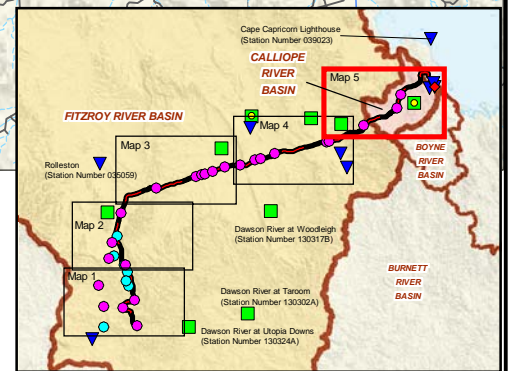 Cape Capricorn Lighthouse
(Station Number 039023)
CALLIOPE
RIVER
BASIN
Map 5
FITZROY RIVER BASIN
Map 4
Map 3
BOYNE
RIVER
BASIN
Rolleston
(Station Number 035059)
Map 2
Dawson River at Woodleigh
(Station Number 130317B)
Map 1
BURNETT
RIVER
BASIN
Dawson River at Taroom
(Station Number 130302A)
Dawson River at Utopia Downs
(Station Number 130324A)